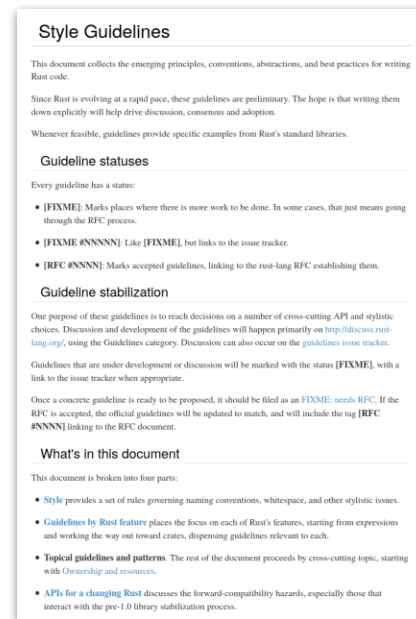 Style Guidelines
This document collects the emerging principles, conventions, abstractions, and best practices for writing
Rust code.
Since Rust is evolving at a rapid pace, these guidelines are preliminary. The hope is that writing them
down explicitly will help drive discussion, consensus and adoption.
Whenever feasible, guidelines provide specific examples from Rust's standard libraries.
Guideline statuses
Every guideline has a status:
• [FIXME]: Marks places where there is more work to be done. In some cases, that just means going
through the RFC process.
• [FIXME #NNNNN]: Like [FIXME], but links to the issue tracker.
• [RFC #NNNN]: Marks accepted guidelines, linking to the rust-lang RFC establishing them.
Guideline stabilization
One purpose of these guidelines is to reach decisions on a number of cross-cutting API and stylistic
choices. Discussion and development of the guidelines will happen primarily on http://discuss.rust-
lang.org/, using the Guidelines category. Discussion can also occur on the guidelines issue tracker.
Guidelines that are under development or discussion will be marked with the status [FIXME], with a
link to the issue tracker when appropriate.
Once a concrete guideline is ready to be proposed, it should be filed as an FIXME: needs RFC. If the
RFC is accepted, the official guidelines will be updated to match, and will include the tag [RFC
#NNNN] linking to the RFC document.
What's in this document
This document is broken into four parts:
• Style provides a set of rules governing naming conventions, whitespace, and other stylistic issues.
• Guidelines by Rust feature places the focus on each of Rust's features, starting from expressions
and working the way out toward crates, dispensing guidelines relevant to each.
• Topical guidelines and patterns. The rest of the document proceeds by cross-cutting topic, starting
with Ownership and resources.
• APIs for a changing Rust discusses the forward-compatibility hazards, especially those that
interact with the pre-1.0 library stabilization process.